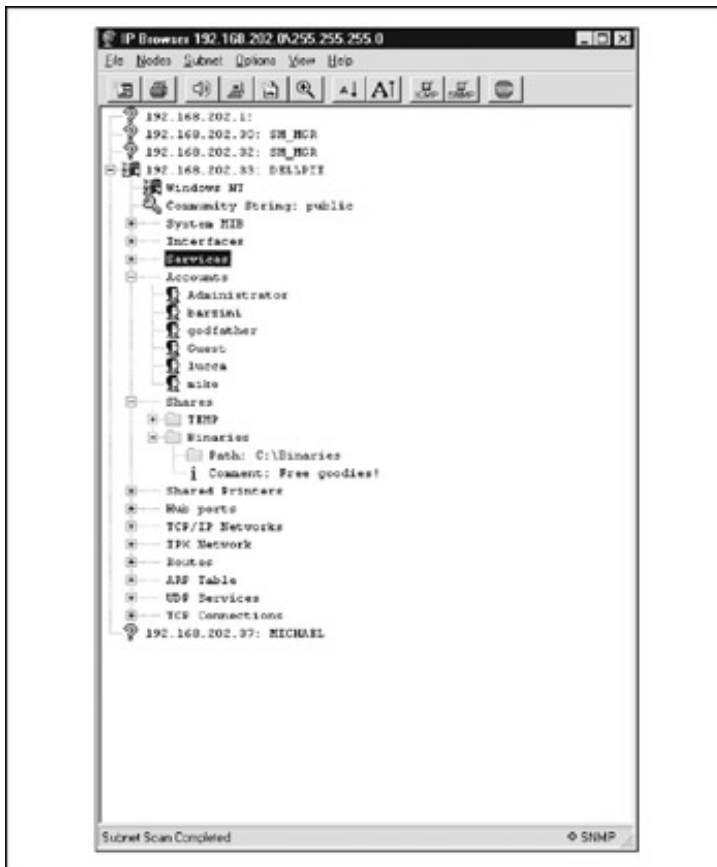 IP Browser 192.168.202.0\255.255.255.0
File Nodes Subnet Options View Help
ICMP SNMP
192.168.202.1:
192.168.202.30: SM_MGR
192.168.202.32: SM_MGR
192.168.202.33: DELLPII
Windows NT
Community String: public
System MIB
Interfaces
Services
Accounts
Administrator
barzini
godfather
Guest
lucca
mike
Shares
TEMP
Binaries
Path: C:\Binaries
Comment: Free goodies!
Shared Printers
Hub ports
TCP/IP Networks
IPX Network
Routes
ARP Table
UDP Services
TCP Connections
192.168.202.37: MICHAEL
Subnet Scan Completed
SNMP